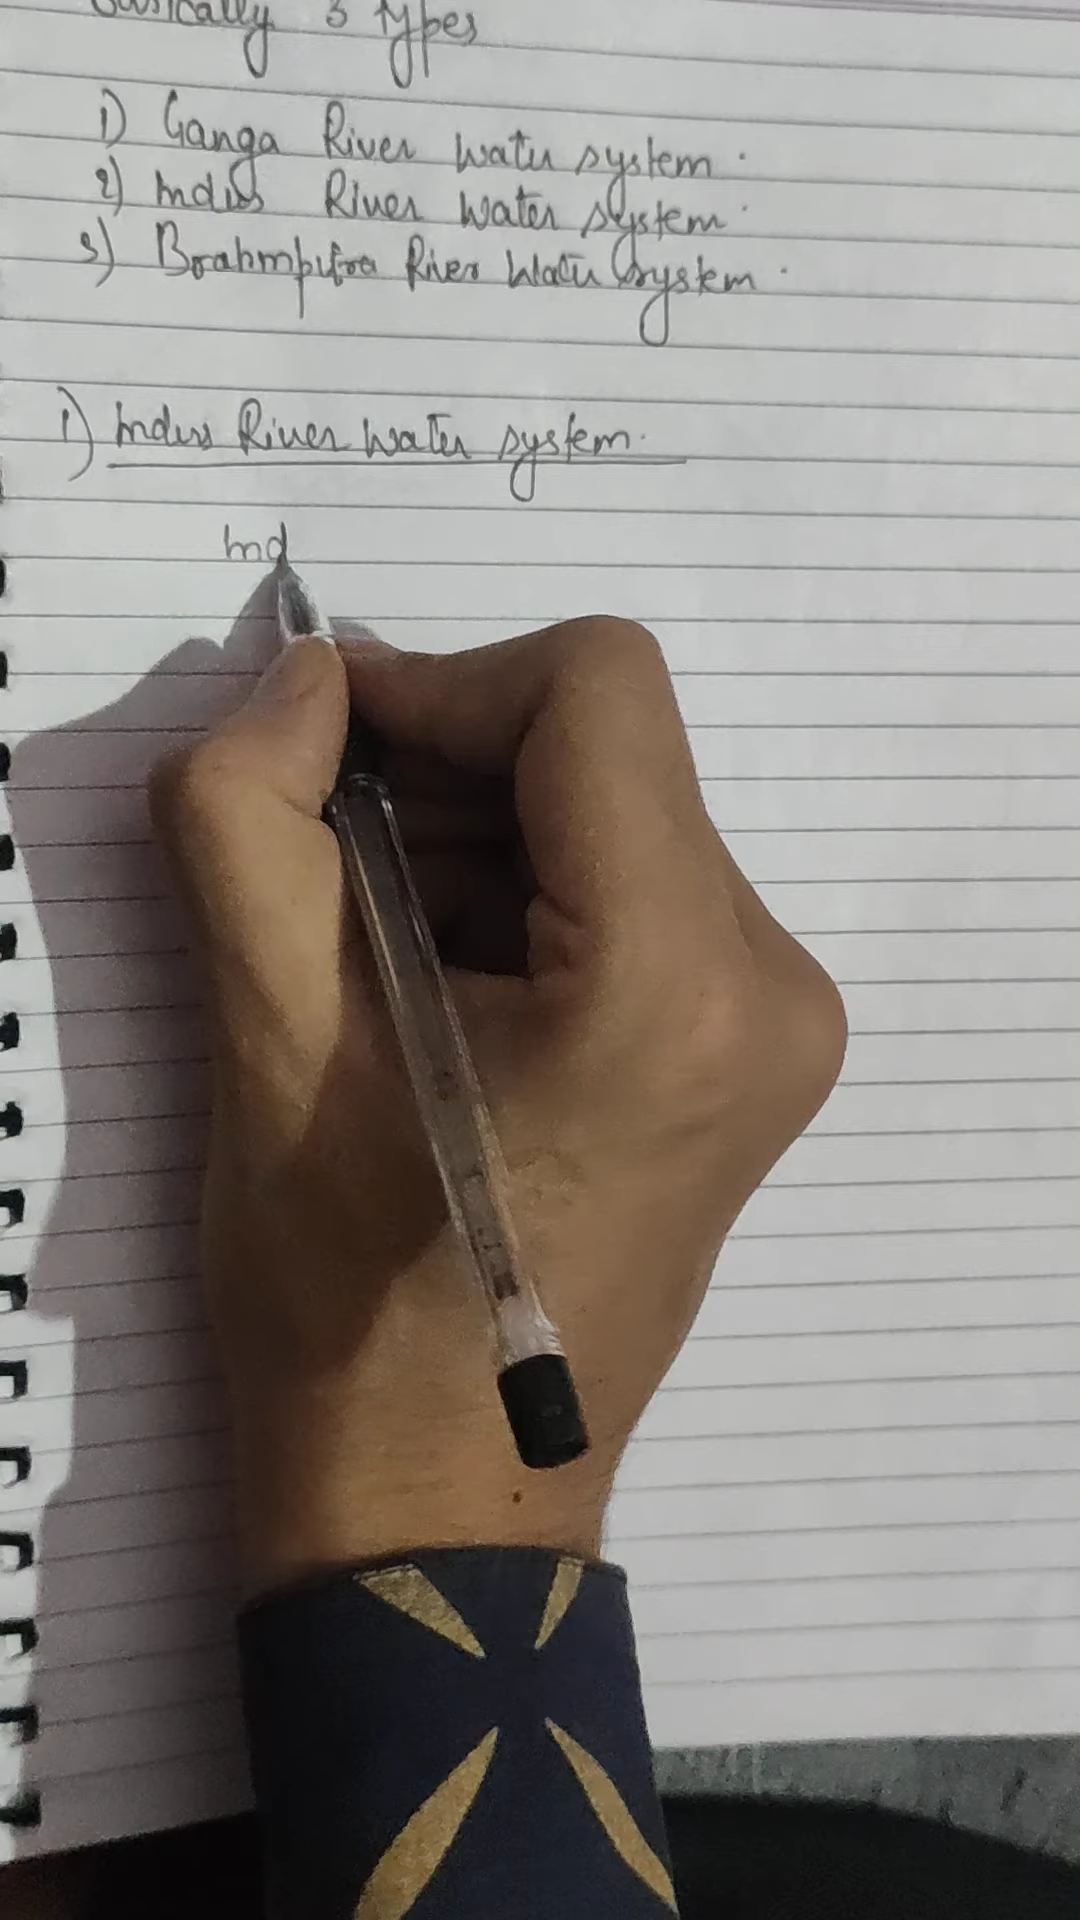 Basically 3 types
1) Ganga River Water system.
2) Indus River Water system.
3) Brahmputra River Water System.
1) Indus River Water system.
Ind